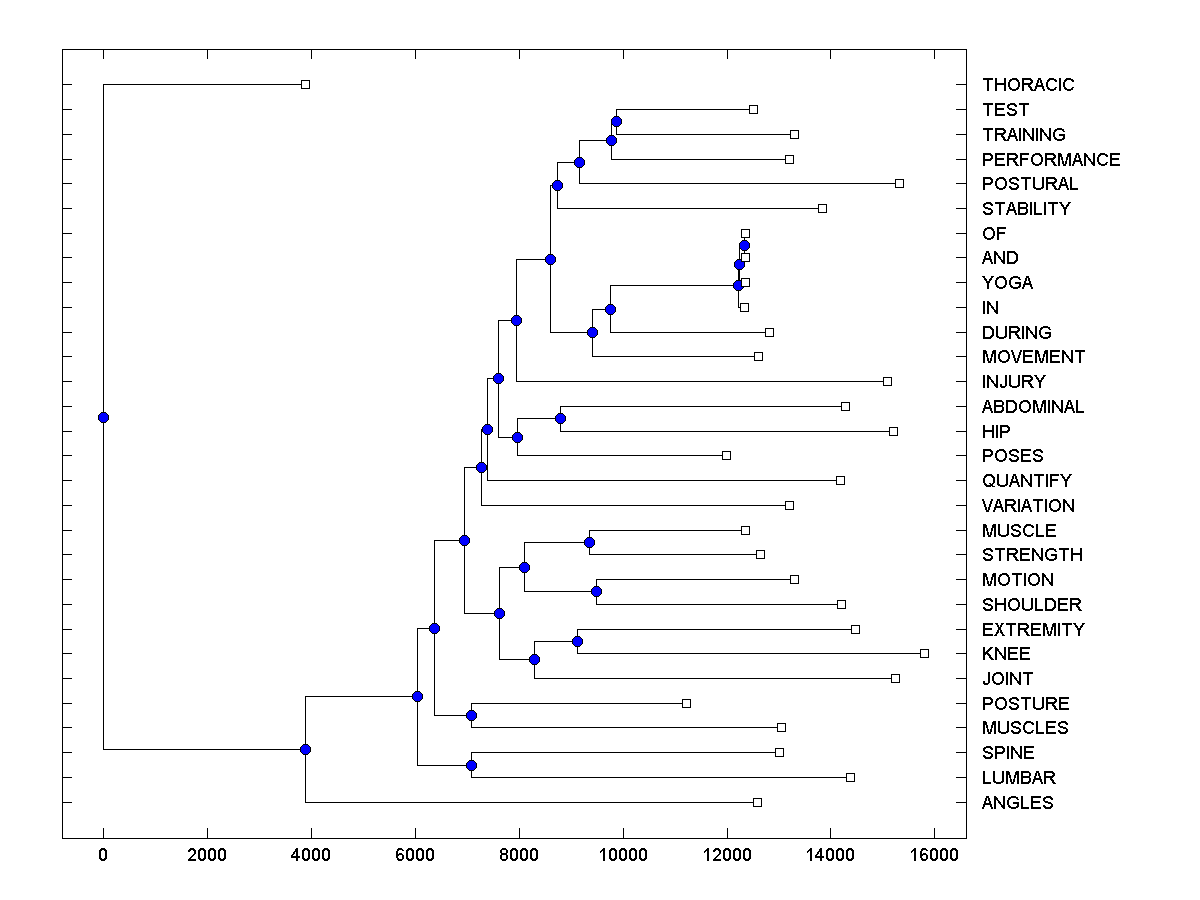 THORACIC
TEST
TRAINING
PERFORMANCE
POSTURAL
STABILITY
OF
AND
YOGA
IN
DURING
MOVEMENT
INJURY
ABDOMINAL
HIP
POSES
QUANTIFY
VARIATION
MUSCLE
STRENGTH
MOTION
SHOULDER
EXTREMITY
KNEE
JOINT
POSTURE
MUSCLES
SPINE
LUMBAR
ANGLES
0 2000 4000 6000 8000 10000 12000 14000 16000